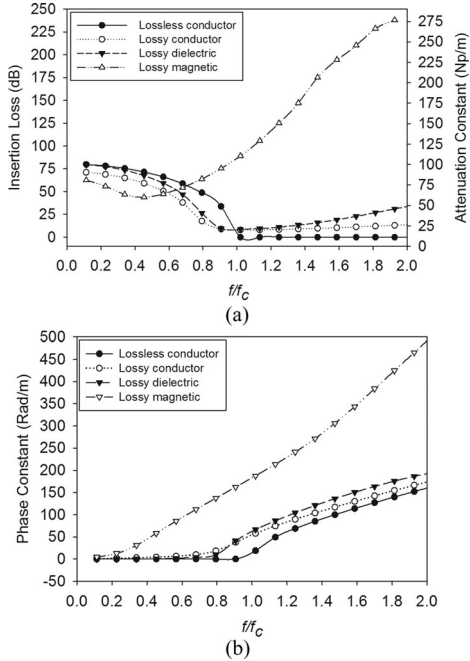 250
225
200
175
150
125
100
75
50
25
0
Insertion Loss (dB)
Lossless conductor
Lossy conductor
Lossy dielectric
Lossy magnetic
275
250
225
200
175
150
125
100
75
50
25
0
Attenuation Constant (Np/m)
0.0 0.2 0.4 0.6 0.8 1.0 1.2 1.4 1.6 1.8 2.0
f/fc
(a)
500
450
400
350
300
250
200
150
100
50
0
-50
Phase Constant (Rad/m)
Lossless conductor
Lossy conductor
Lossy dielectric
Lossy magnetic
0.0 0.2 0.4 0.6 0.8 1.0 1.2 1.4 1.6 1.8 2.0
f/fc
(b)